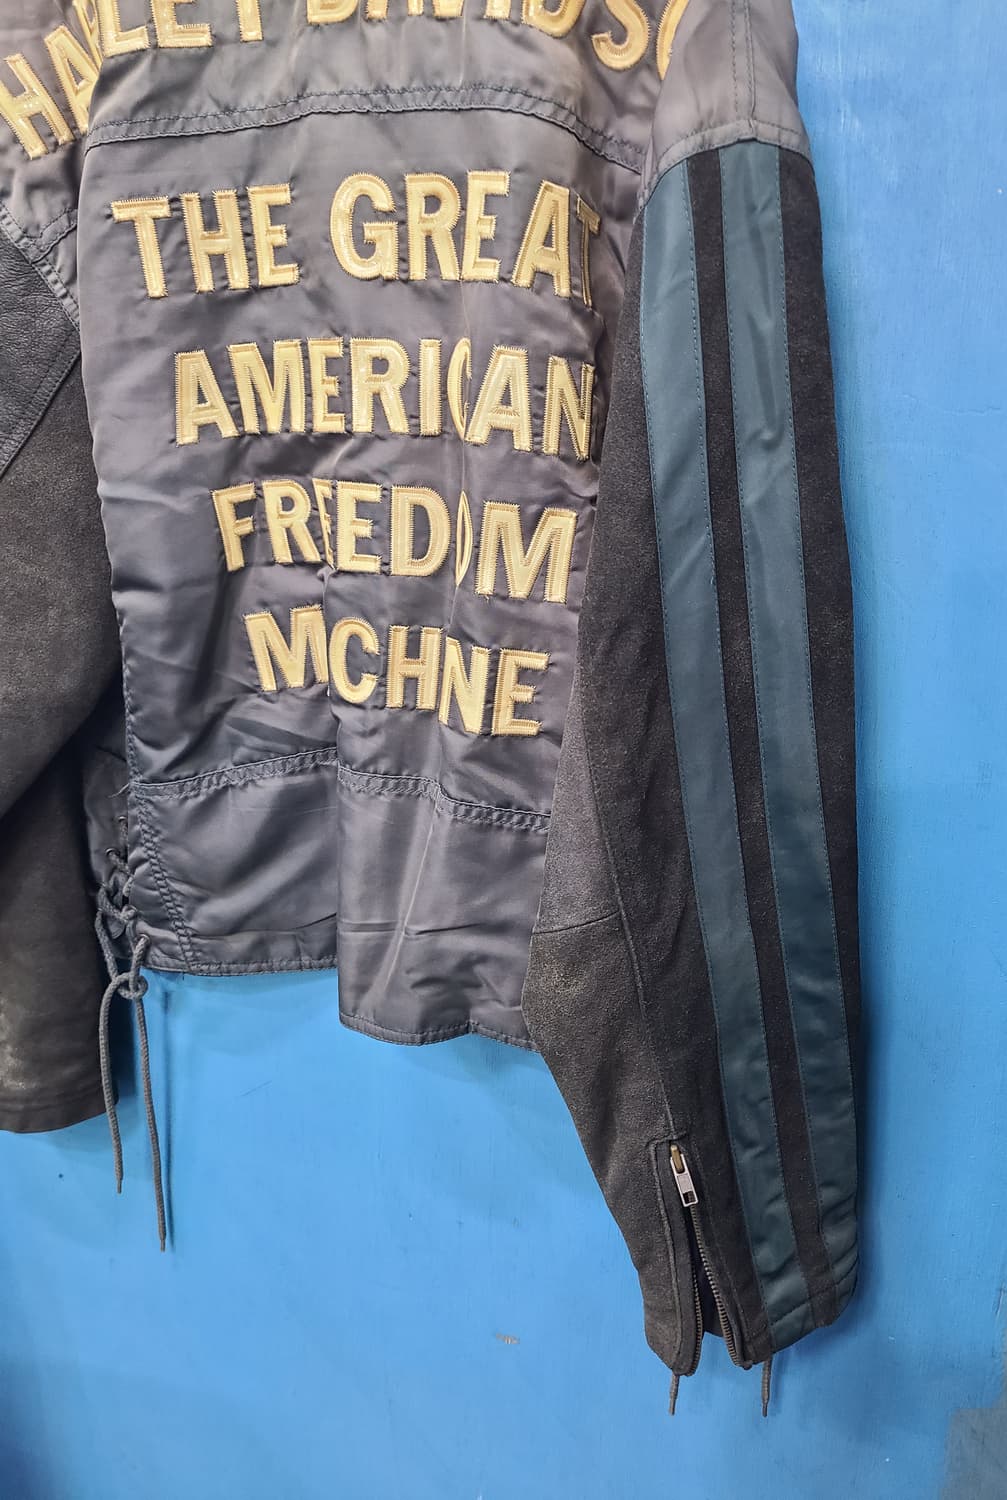 HARLEY DAVIDSO
THE GREAT
AMERICAN
FREEDOM
MCHNE